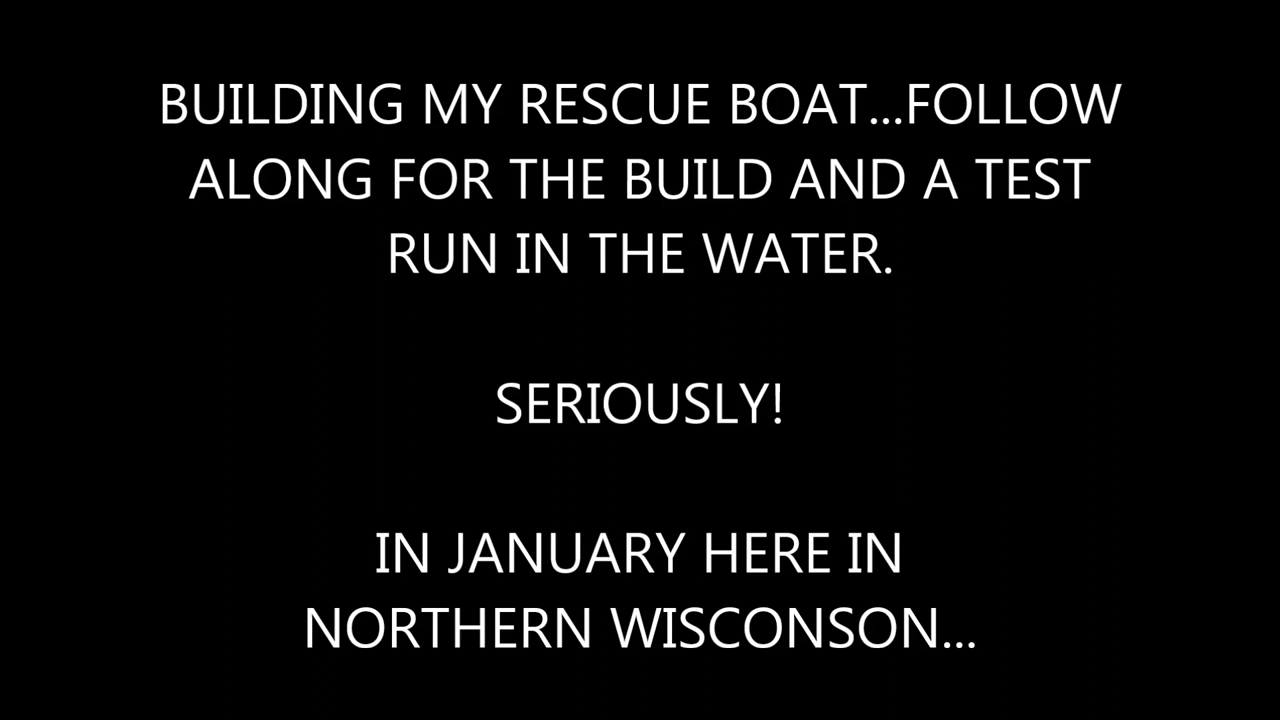 BUILDING MY RESCUE BOAT...FOLLOW
ALONG FOR THE BUILD AND A TEST
RUN IN THE WATER.
SERIOUSLY!
IN JANUARY HERE IN
NORTHERN WISCONSON...